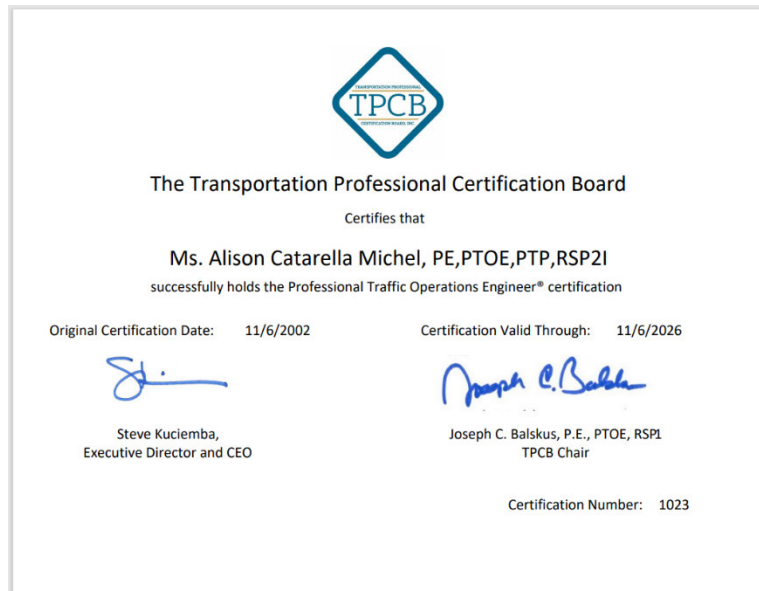 TRANSPORTATION PROFESSIONAL
TPCB
CERTIFICATION BOARD, INC
The Transportation Professional Certification Board
Certifies that
Ms. Alison Catarella Michel, PE,PTOE,PTP,RSP2I
successfully holds the Professional Traffic Operations Engineer® certification
Original Certification Date: 11/6/2002
Certification Valid Through: 11/6/2026
Joseph C. Balskus
Steve Kuciemba,
Executive Director and CEO
Joseph C. Balskus, P.E., PTOE, RSP1
TPCB Chair
Certification Number: 1023